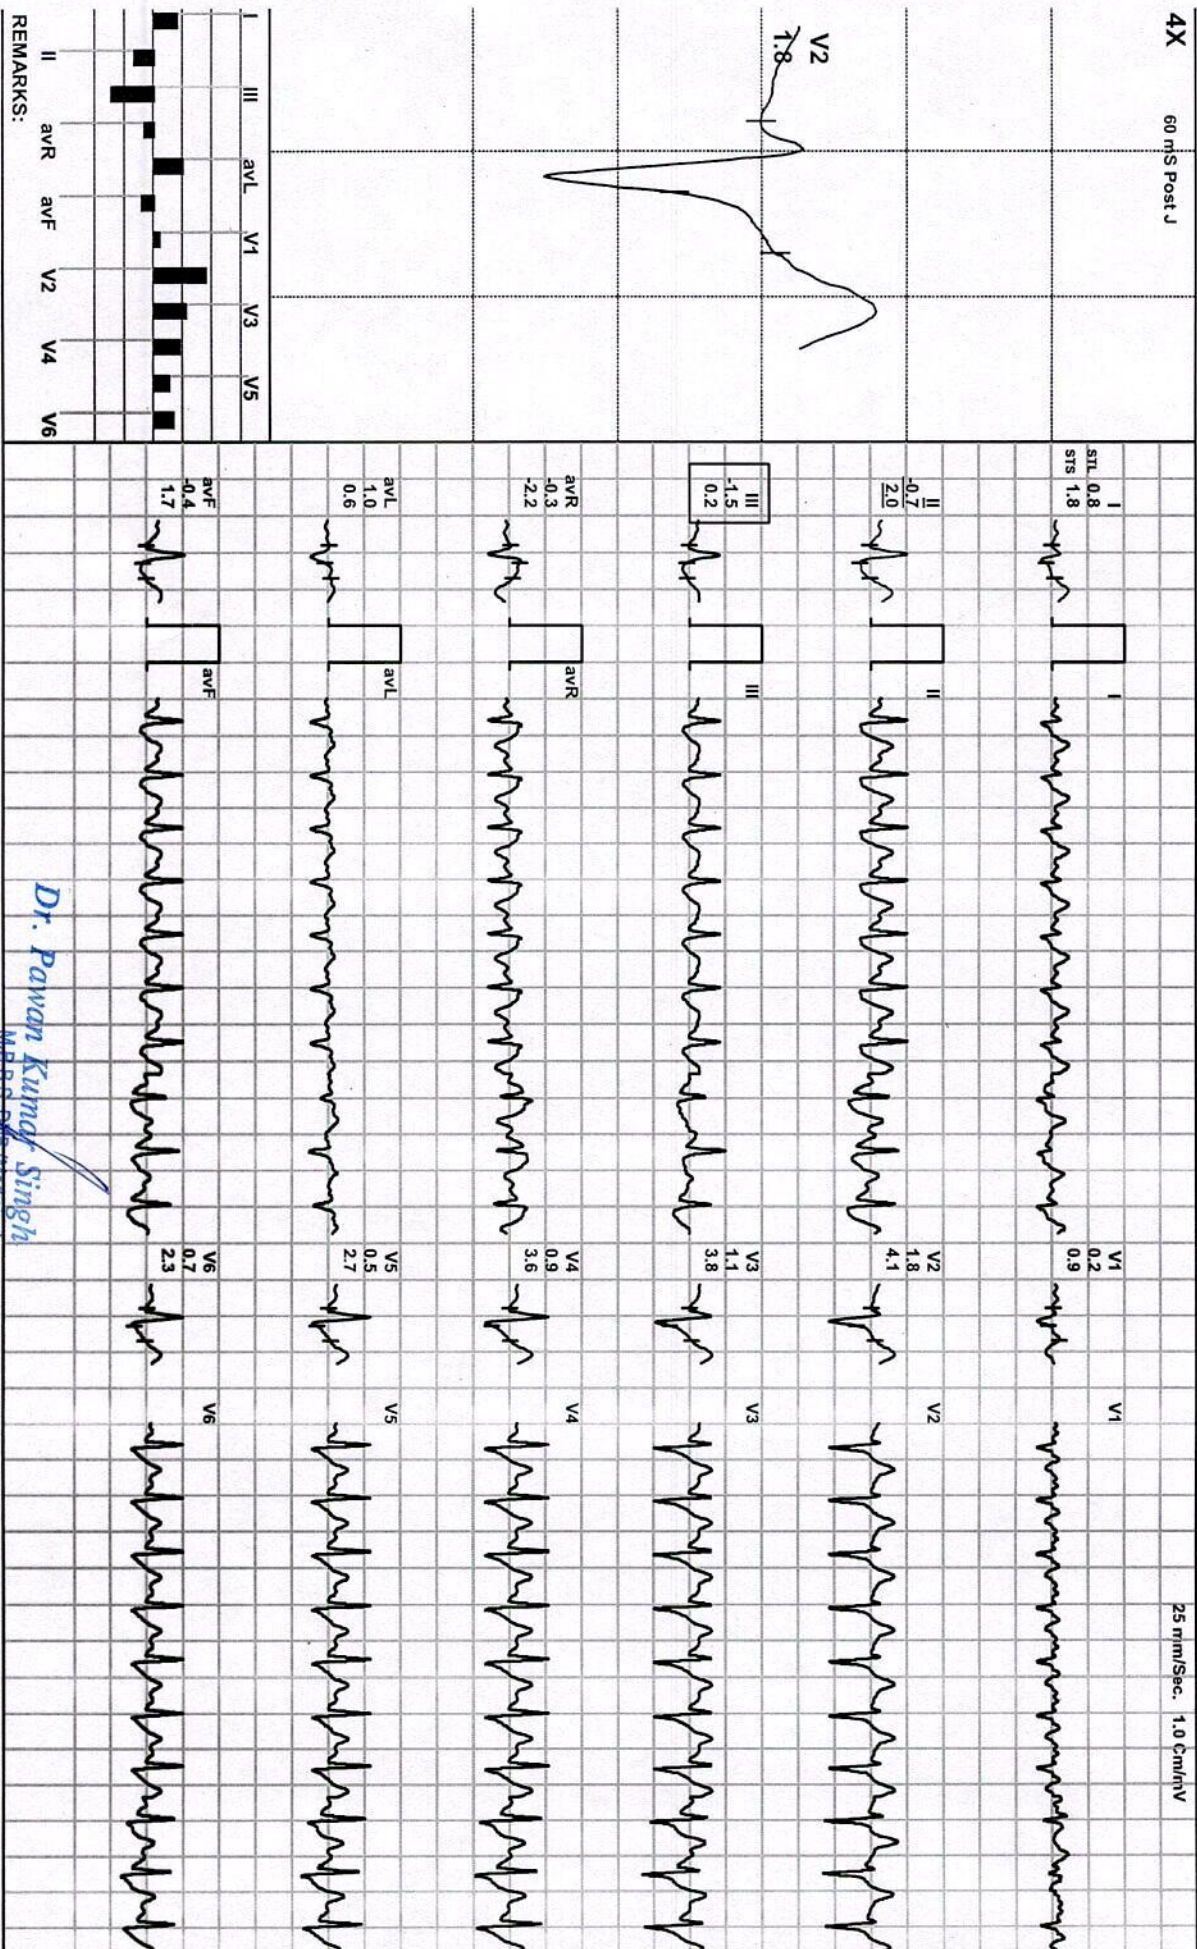 4X
60 mS Post J
25 mm/Sec. 1.0 Cm/mV
V2
1.8
I
III
avL
V1
V3
V5
II
avR
avF
V2
V4
V6
REMARKS:
I
STL 0.8
STS 1.8
I
V1
0.2
0.9
V1
II
-0.7
2.0
II
V2
1.8
4.1
V2
III
-1.5
0.2
III
V3
1.1
3.8
V3
avR
-0.3
-2.2
avR
V4
0.9
3.6
V4
avL
1.0
0.6
avL
V5
0.5
2.7
V5
avF
-0.4
1.7
avF
V6
0.7
2.3
V6
Dr. Pawan Kumar Singh